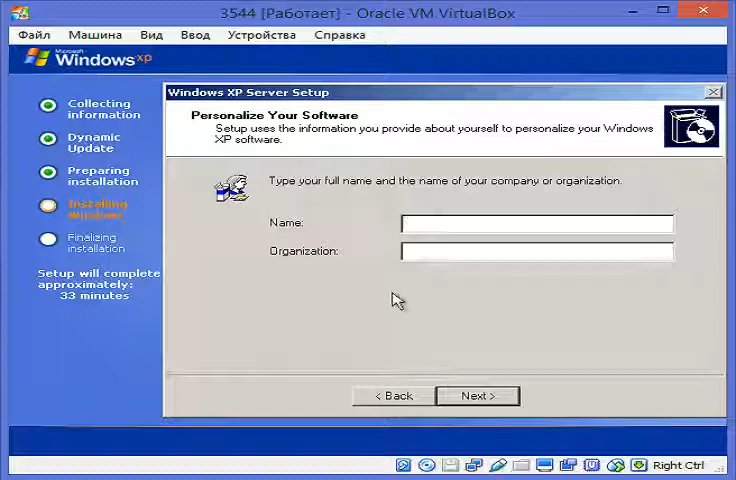 3544 [Работает] - Oracle VM VirtualBox
Файл Машина Вид Ввод Устройства Справка
Microsoft
Windows xp
Collecting
information
Dynamic
Update
Preparing
installation
Installing
Windows
Finalizing
installation
Setup will complete
approximately:
33 minutes
Windows XP Server Setup
Personalize Your Software
Setup uses the information you provide about yourself to personalize your Windows
XP software.
Type your full name and the name of your company or organization.
Name:
Organization:
< Back Next >
Right Ctrl